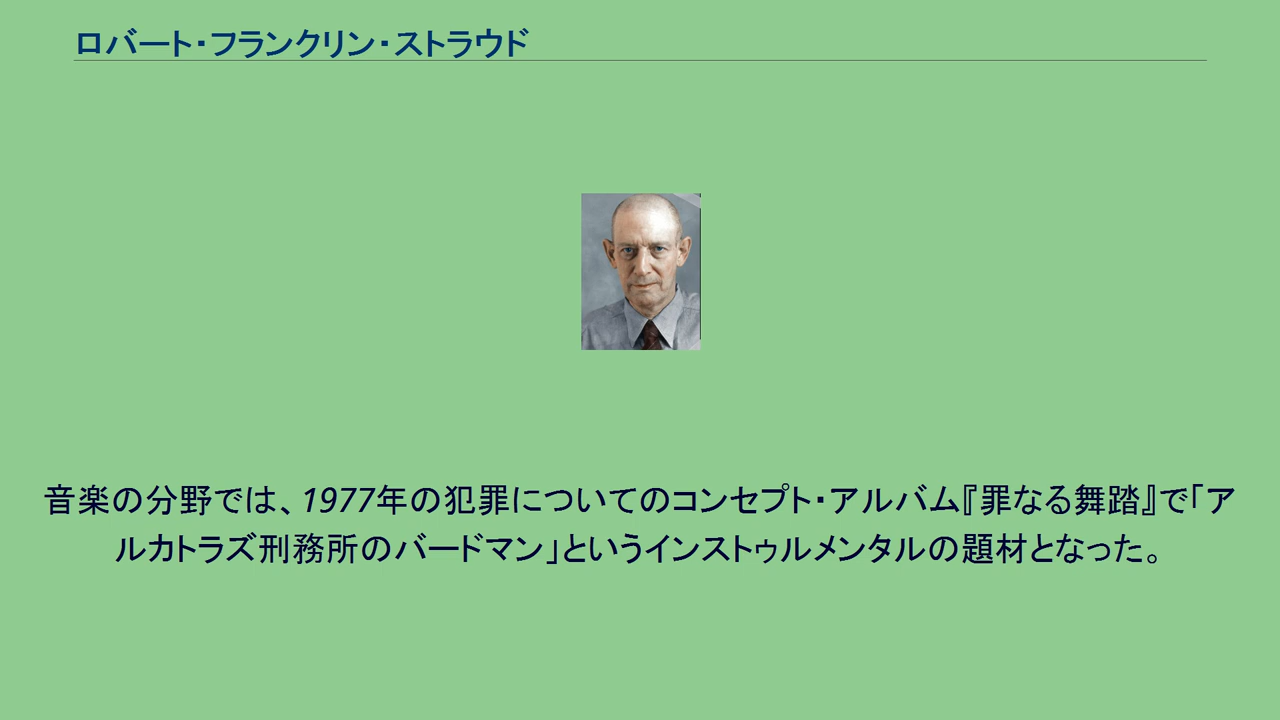 ロバート・フランクリン・ストラウド
音楽の分野では、1977年の犯罪についてのコンセプト・アルバム『罪なる舞踏』で「ア
ルカトラズ刑務所のバードマン」というインストゥルメンタルの題材となった。